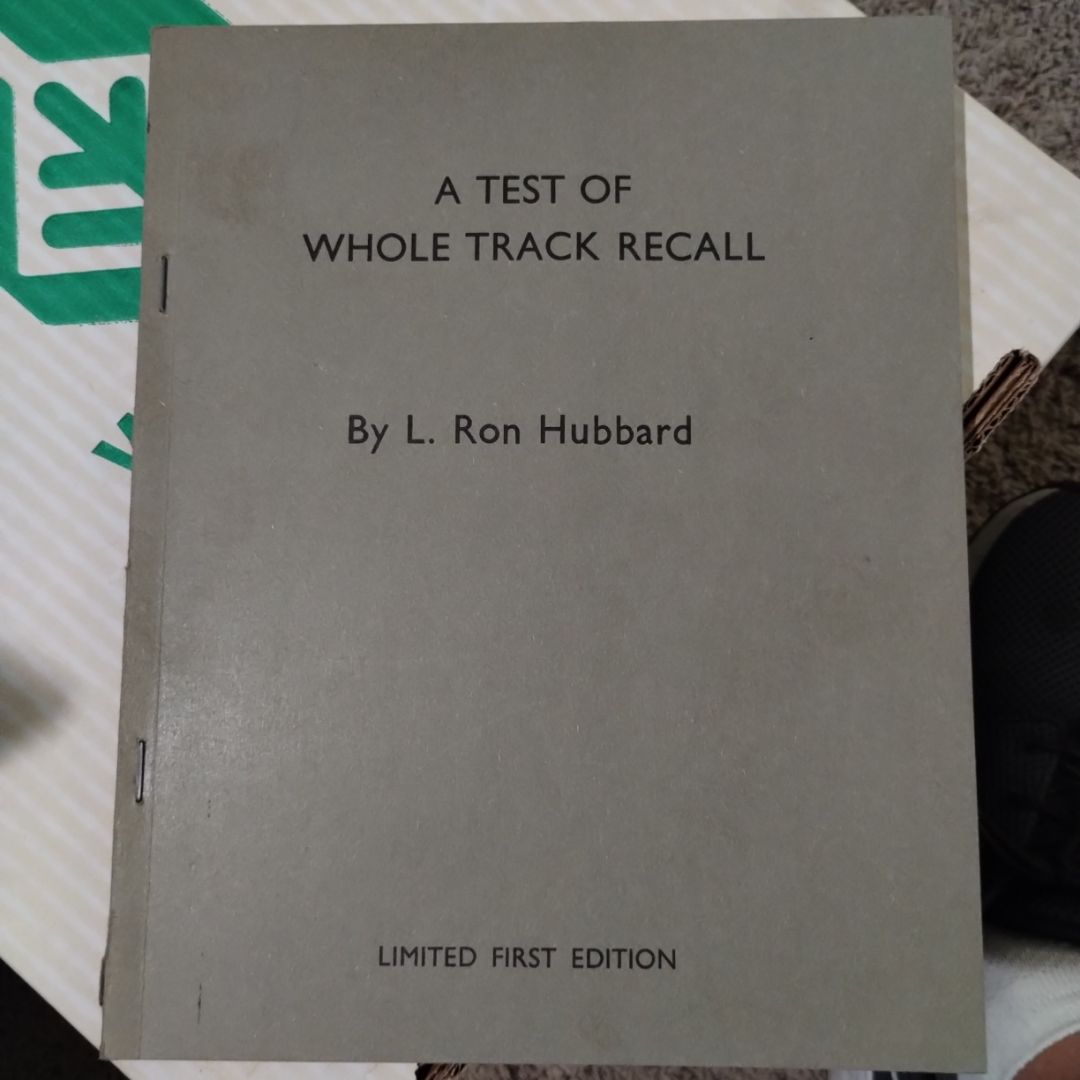 A TEST OF
WHOLE TRACK RECALL
By L. Ron Hubbard
LIMITED FIRST EDITION